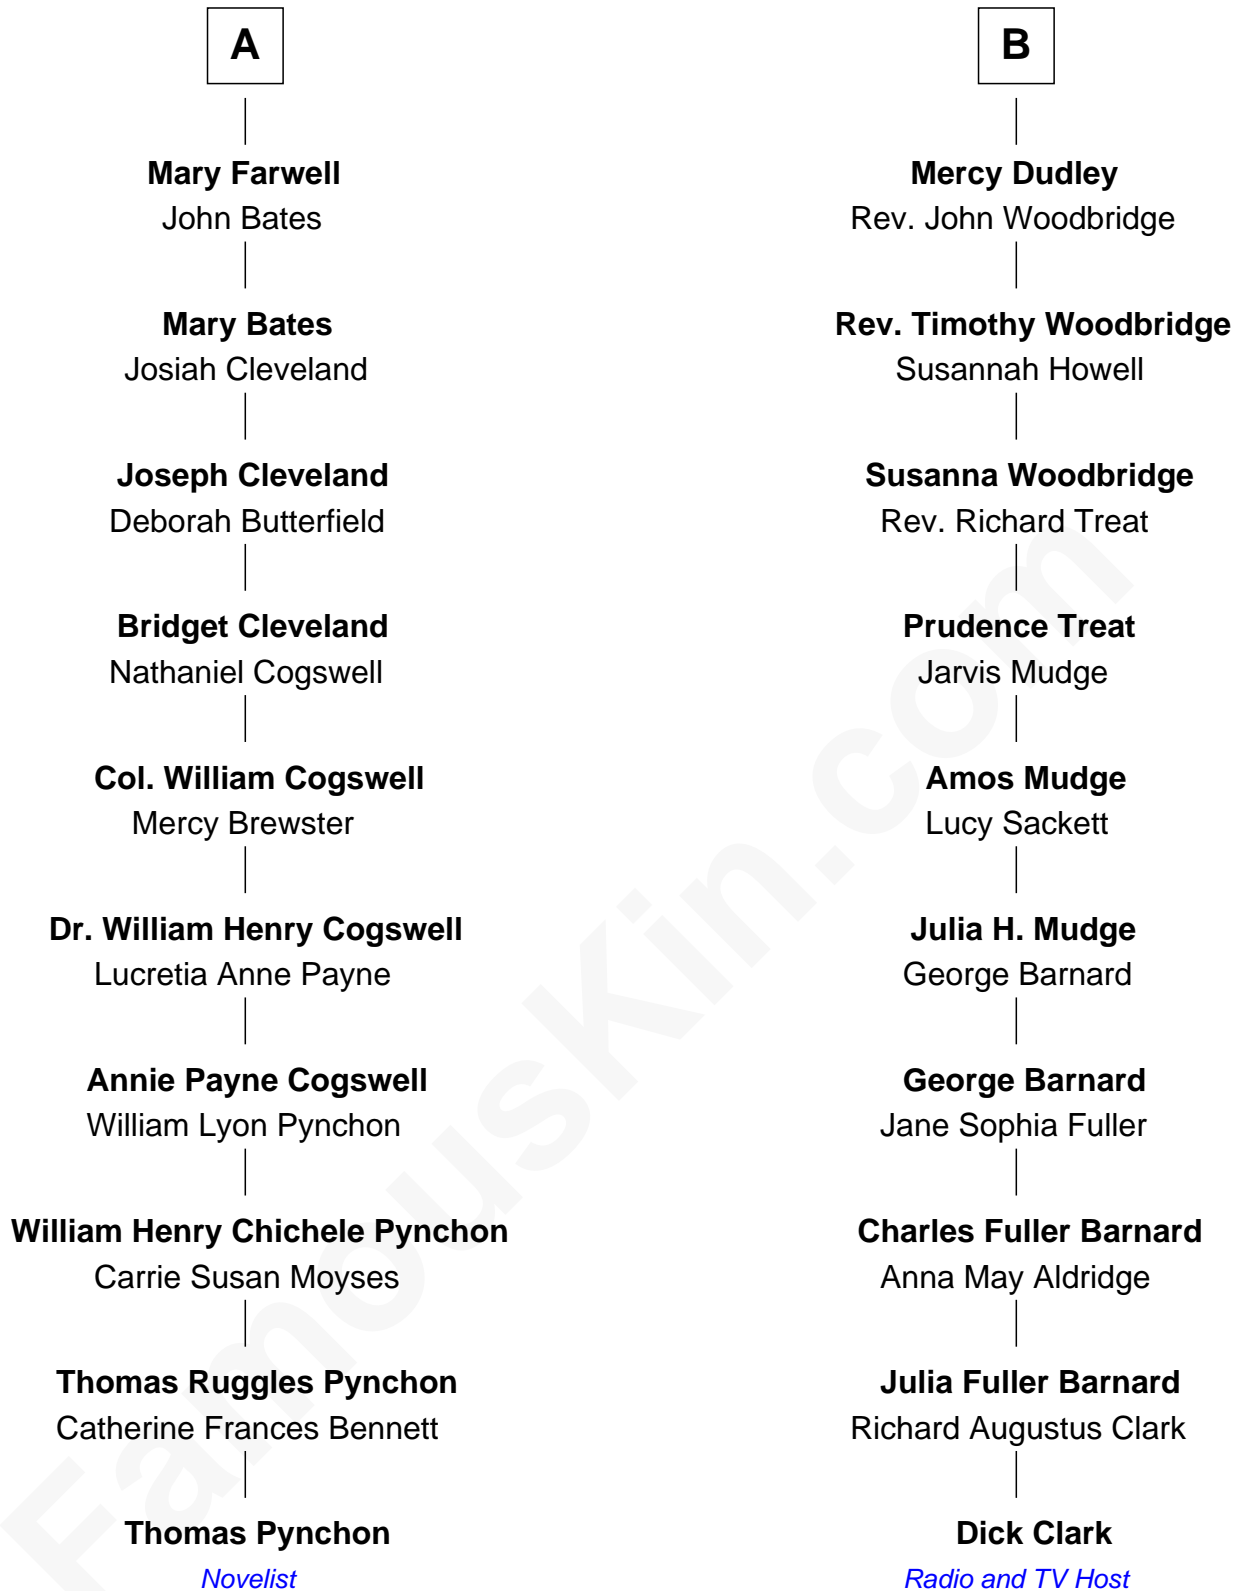 A
Mary Farwell
John Bates
Mary Bates
Josiah Cleveland
Joseph Cleveland
Deborah Butterfield
Bridget Cleveland
Nathaniel Cogswell
Col. William Cogswell
Mercy Brewster
Dr. William Henry Cogswell
Lucretia Anne Payne
Annie Payne Cogswell
William Lyon Pynchon
William Henry Chichele Pynchon
Carrie Susan Moyses
Thomas Ruggles Pynchon
Catherine Frances Bennett
Thomas Pynchon
Novelist
B
Mercy Dudley
Rev. John Woodbridge
Rev. Timothy Woodbridge
Susannah Howell
Susanna Woodbridge
Rev. Richard Treat
Prudence Treat
Jarvis Mudge
Amos Mudge
Lucy Sackett
Julia H. Mudge
George Barnard
George Barnard
Jane Sophia Fuller
Charles Fuller Barnard
Anna May Aldridge
Julia Fuller Barnard
Richard Augustus Clark
Dick Clark
Radio and TV Host
FamousKin.com